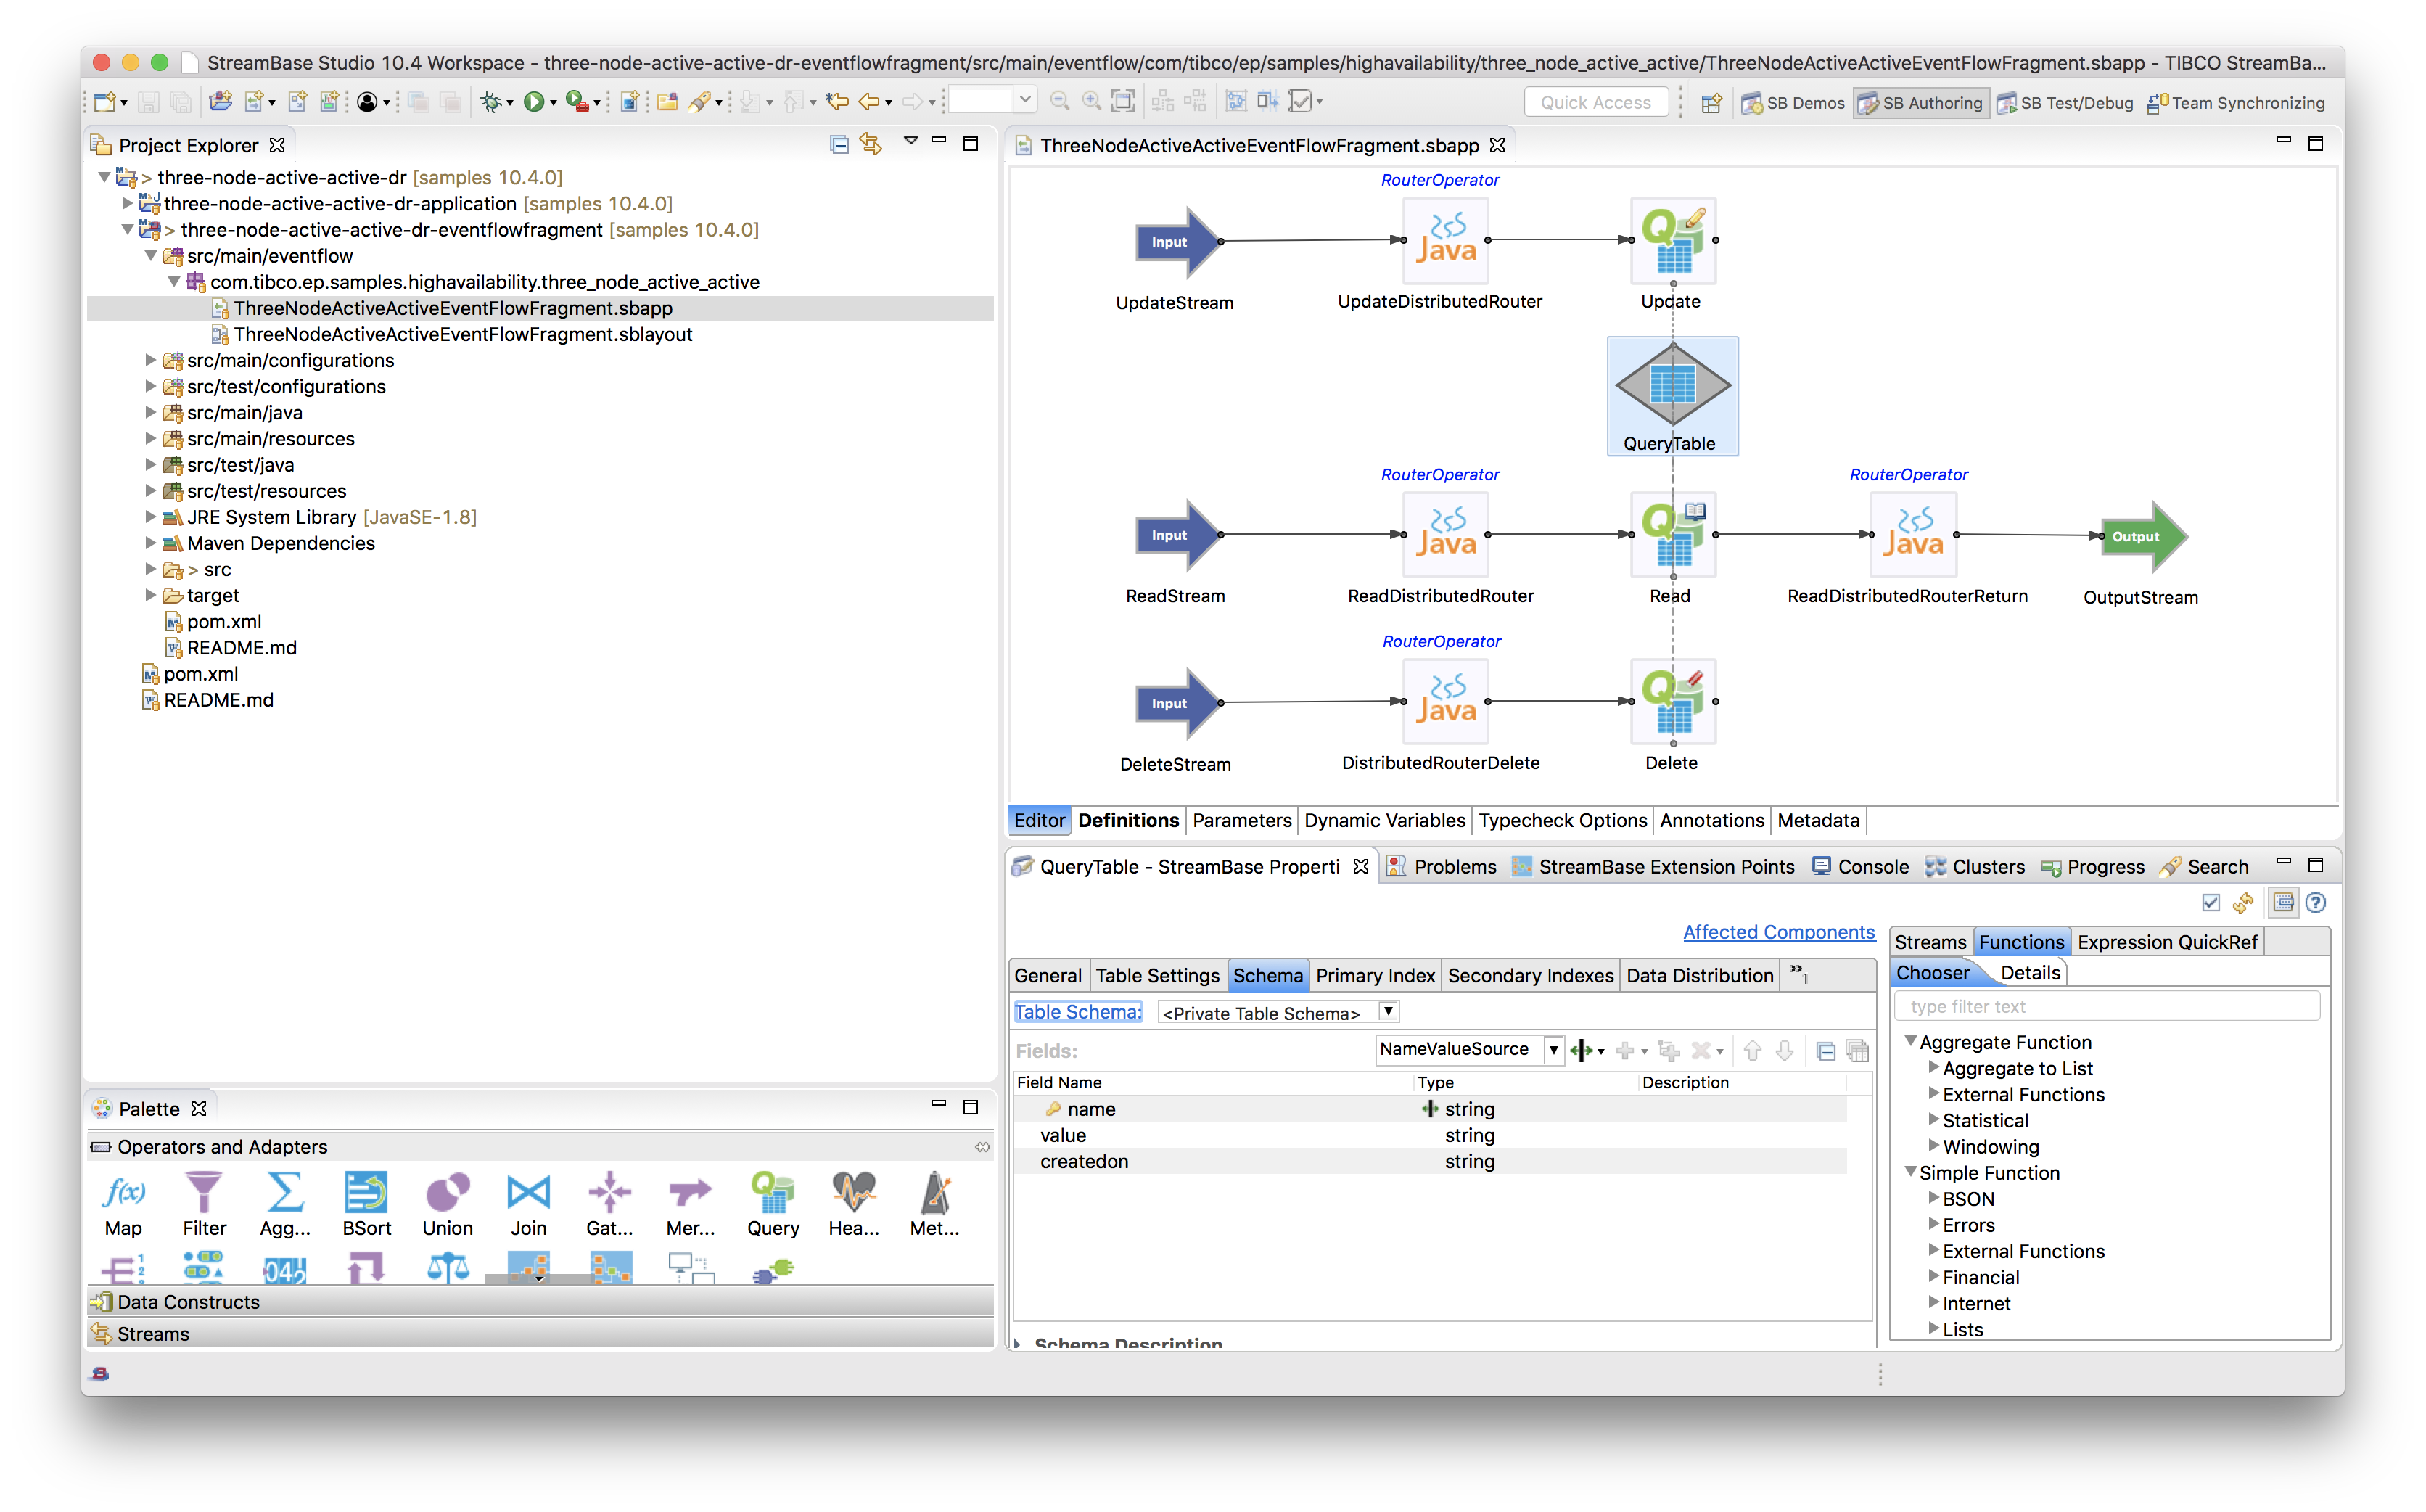 StreamBase Studio 10.4 Workspace - three-node-active-active-dr-eventflowfragment/src/main/eventflow/com/tibco/ep/samples/highavailability/three_node_active_active/ThreeNodeActiveActiveEventFlowFragment.sbapp - TIBCO StreamBa...
Quick Access
SB Demos
SB Authoring
SB Test/Debug
Team Synchronizing
Project Explorer
> three-node-active-active-dr [samples 10.4.0]
three-node-active-active-dr-application [samples 10.4.0]
> three-node-active-active-dr-eventflowfragment [samples 10.4.0]
src/main/eventflow
com.tibco.ep.samples.highavailability.three_node_active_active
ThreeNodeActiveActiveEventFlowFragment.sbapp
ThreeNodeActiveActiveEventFlowFragment.sblayout
src/main/configurations
src/test/configurations
src/main/java
src/main/resources
src/test/java
src/test/resources
JRE System Library [JavaSE-1.8]
Maven Dependencies
> src
target
pom.xml
README.md
pom.xml
README.md
ThreeNodeActiveActiveEventFlowFragment.sbapp
RouterOperator
Input
Java
UpdateStream
UpdateDistributedRouter
Update
QueryTable
RouterOperator
RouterOperator
Input
Java
Java
Output
ReadStream
ReadDistributedRouter
Read
ReadDistributedRouterReturn
OutputStream
RouterOperator
Input
Java
DeleteStream
DistributedRouterDelete
Delete
Editor
Definitions
Parameters
Dynamic Variables
Typecheck Options
Annotations
Metadata
Palette
Operators and Adapters
f(x)
Map
Filter
Agg...
BSort
Union
Join
Gat...
Mer...
Query
Hea...
Met...
Data Constructs
Streams
QueryTable - StreamBase Properti
Problems
StreamBase Extension Points
Console
Clusters
Progress
Search
Affected Components
General
Table Settings
Schema
Primary Index
Secondary Indexes
Data Distribution
»1
Table Schema:
<Private Table Schema>
Fields:
NameValueSource
Field Name
Type
Description
name
string
value
string
createdon
string
Schema Description
Streams
Functions
Expression QuickRef
Chooser
Details
type filter text
Aggregate Function
Aggregate to List
External Functions
Statistical
Windowing
Simple Function
BSON
Errors
External Functions
Financial
Internet
Lists